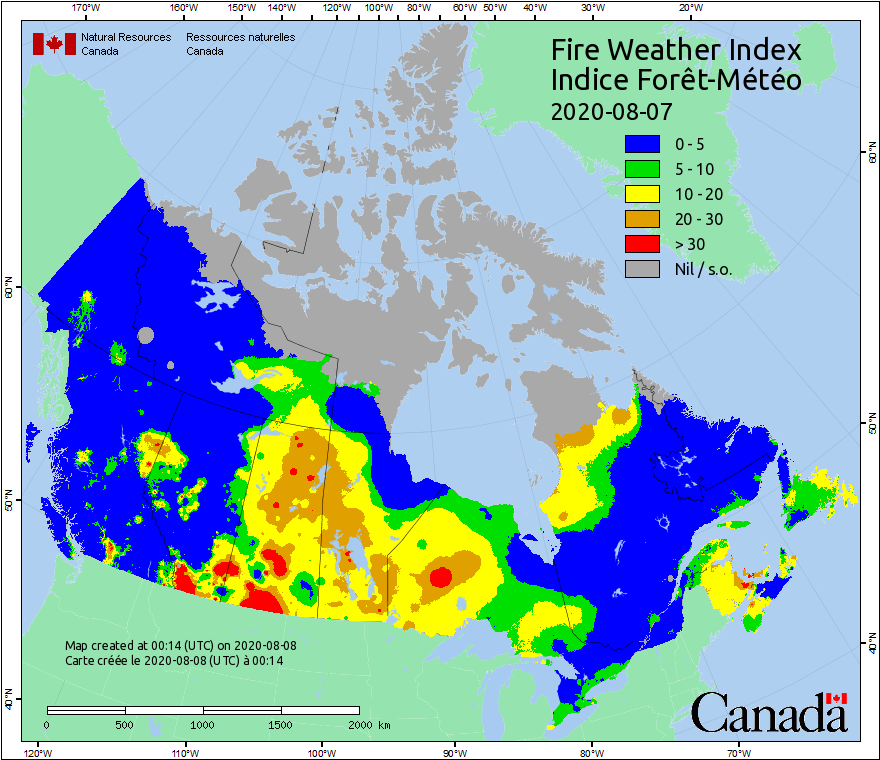 170°W 160°W 150°W 140°W 130°W 120°W 110°W 100°W 90°W 80°W 70°W 60°W 50°W 40°W 30°W 20°W
Natural Resources Canada
Ressources naturelles Canada
Fire Weather Index
Indice Forêt-Météo
2020-08-07
0 - 5
5 - 10
10 - 20
20 - 30
> 30
Nil / s.o.
60°N
50°N
40°N
60°N
50°N
40°N
Map created at 00:14 (UTC) on 2020-08-08
Carte créée le 2020-08-08 (UTC) à 00:14
0 500 1000 1500 2000 km
Canada
120°W 110°W 100°W 90°W 80°W 70°W